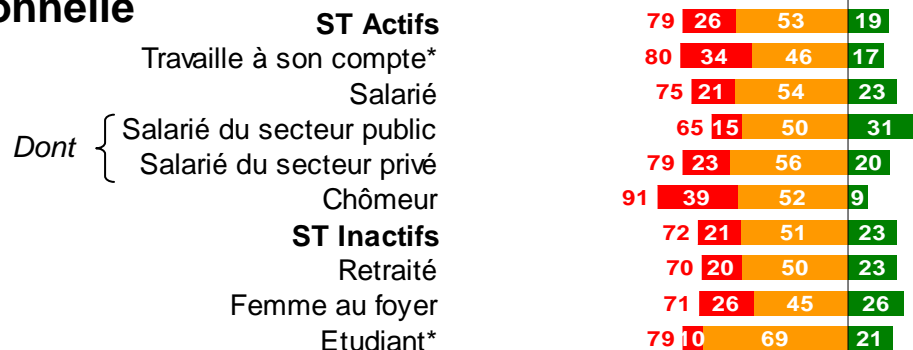 onnelle
ST Actifs 79 26 53 19
Travaille à son compte* 80 34 46 17
Salarié 75 21 54 23
Dont
Salarié du secteur public 65 15 50 31
Salarié du secteur privé 79 23 56 20
Chômeur 91 39 52 9
ST Inactifs 72 21 51 23
Retraité 70 20 50 23
Femme au foyer 71 26 45 26
Etudiant* 79 10 69 21